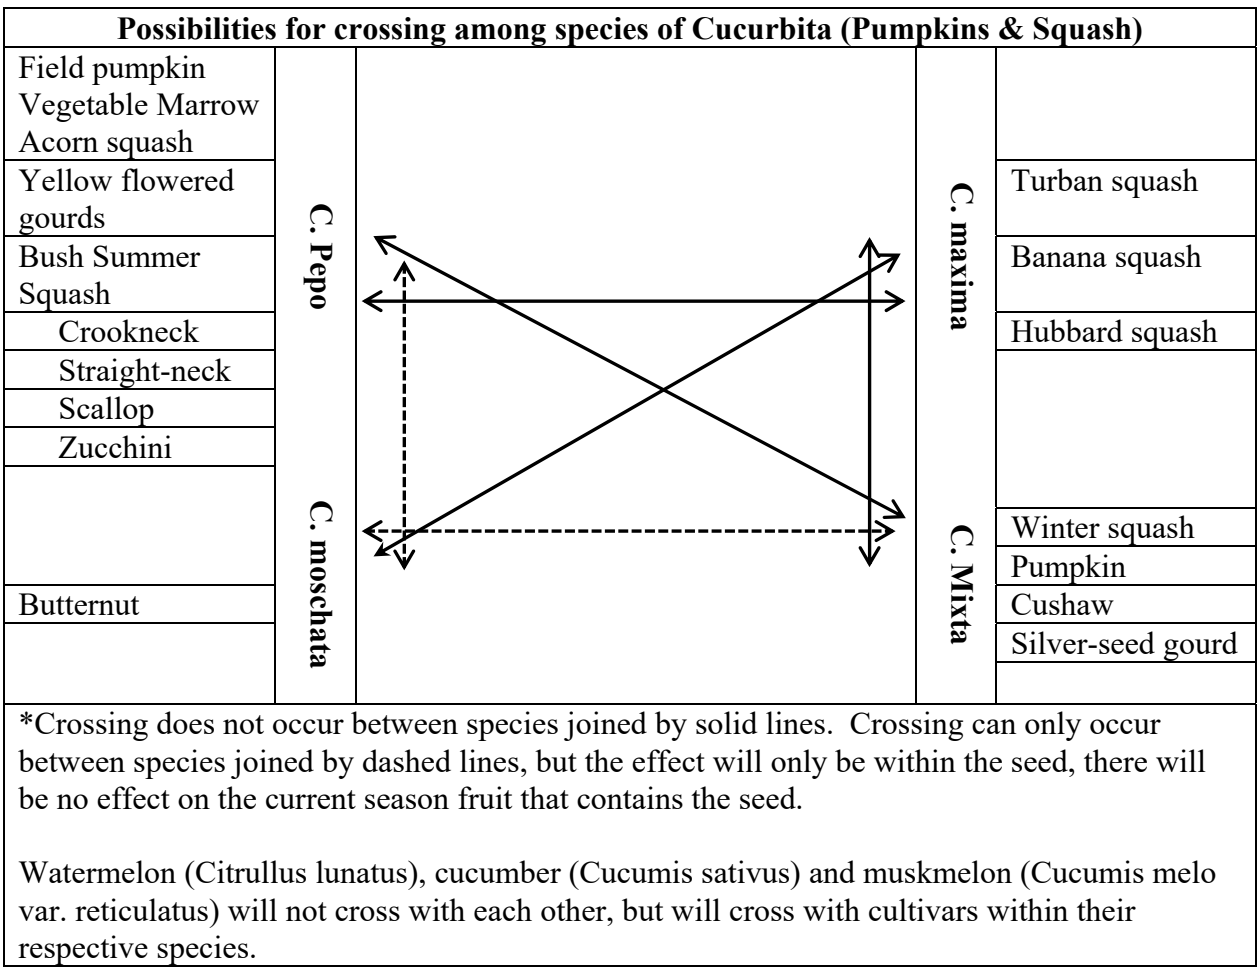 Possibilities for crossing among species of Cucurbita (Pumpkins & Squash)
Field pumpkin
Vegetable Marrow
Acorn squash
Yellow flowered
gourds
Bush Summer
Squash
Crookneck
Straight-neck
Scallop
Zucchini
Butternut
C. Pepo
C. moschata
C. maxima
C. Mixta
Turban squash
Banana squash
Hubbard squash
Winter squash
Pumpkin
Cushaw
Silver-seed gourd
*Crossing does not occur between species joined by solid lines.  Crossing can only occur
between species joined by dashed lines, but the effect will only be within the seed, there will
be no effect on the current season fruit that contains the seed.
Watermelon (Citrullus lunatus), cucumber (Cucumis sativus) and muskmelon (Cucumis melo
var. reticulatus) will not cross with each other, but will cross with cultivars within their
respective species.